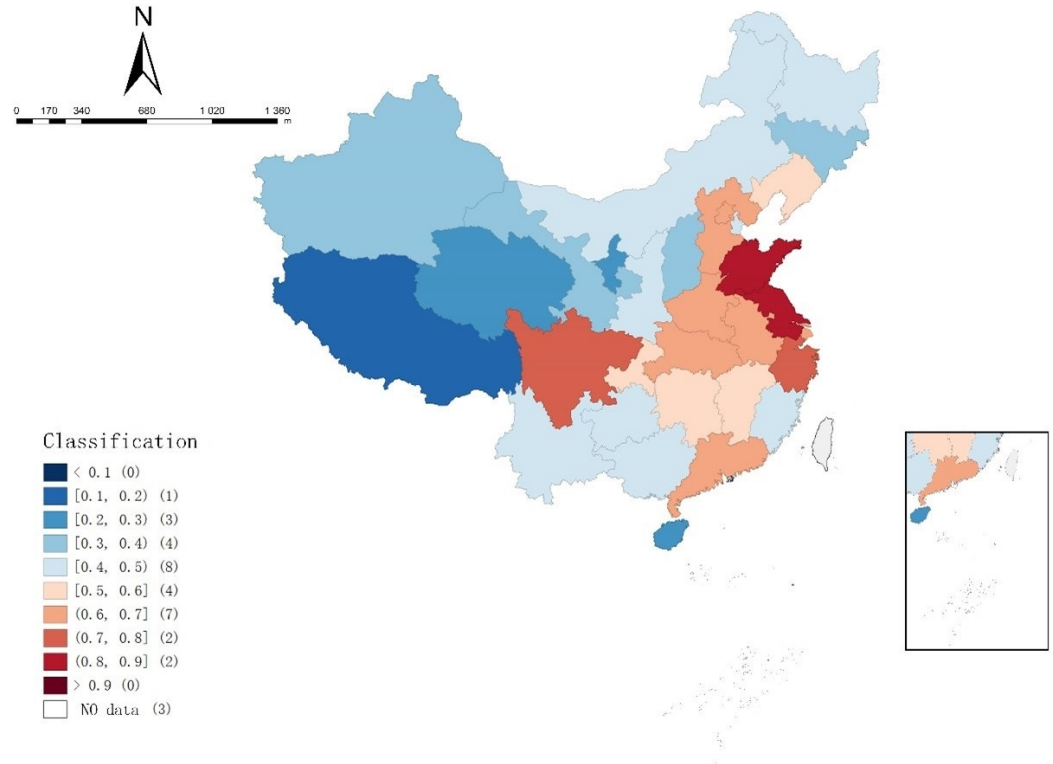 N
0 170 340 680 1 020 1 360
m
Classification
< 0.1 (0)
[0.1, 0.2) (1)
[0.2, 0.3) (3)
[0.3, 0.4) (4)
[0.4, 0.5) (8)
[0.5, 0.6] (4)
(0.6, 0.7] (7)
(0.7, 0.8] (2)
(0.8, 0.9] (2)
> 0.9 (0)
NO data (3)